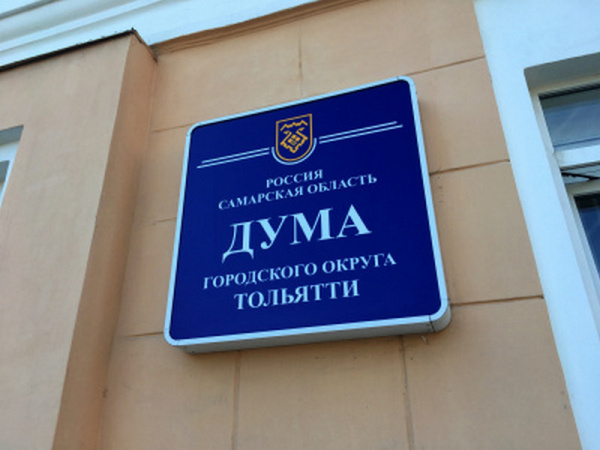 РОССИЯ
САМАРСКАЯ ОБЛАСТЬ
ДУМА
ГОРОДСКОГО ОКРУГА
ТОЛЬЯТТИ